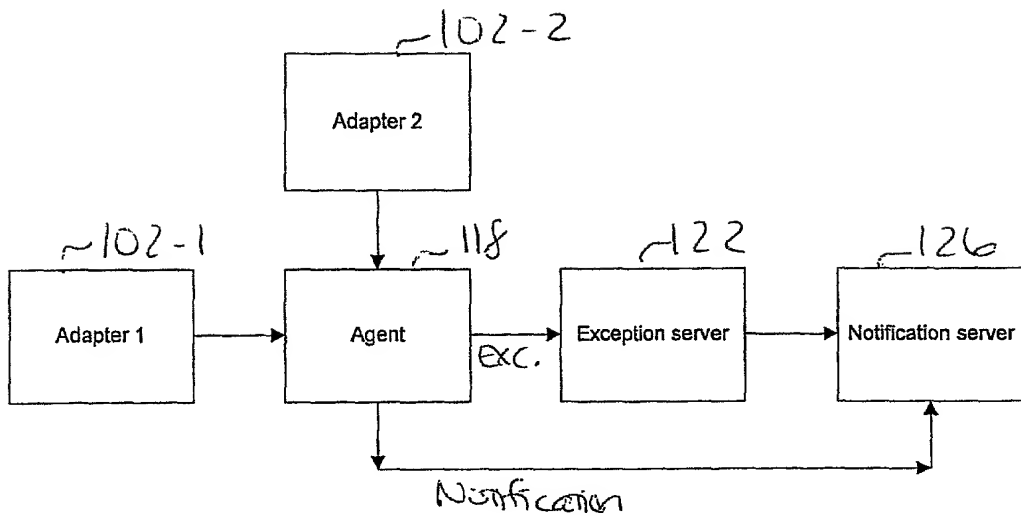 102-2
Adapter 2
102-1
118
122
126
Adapter 1
Agent
Exception server
Notification server
EXC.
Notification